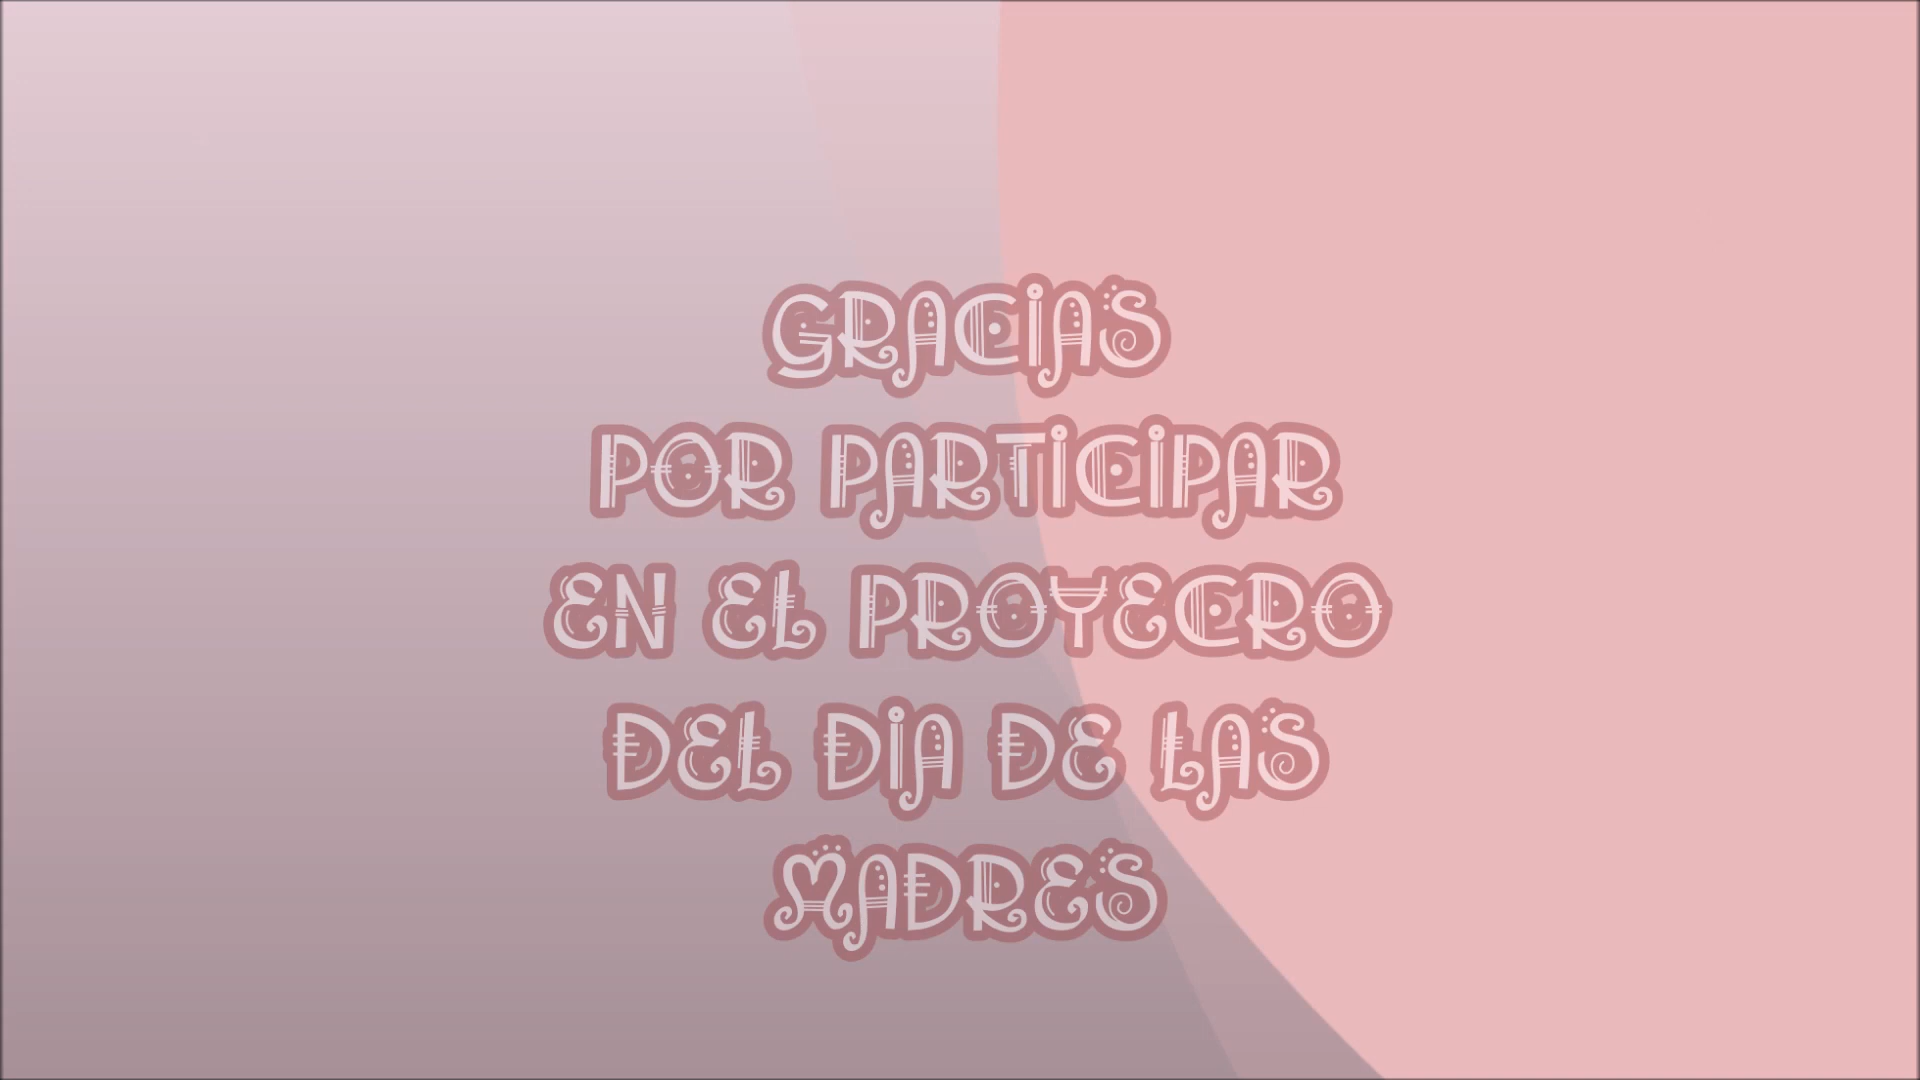 GRACIAS
POR PARTICIPAR
EN EL PROYECRO
DEL DIA DE LAS
MADRES